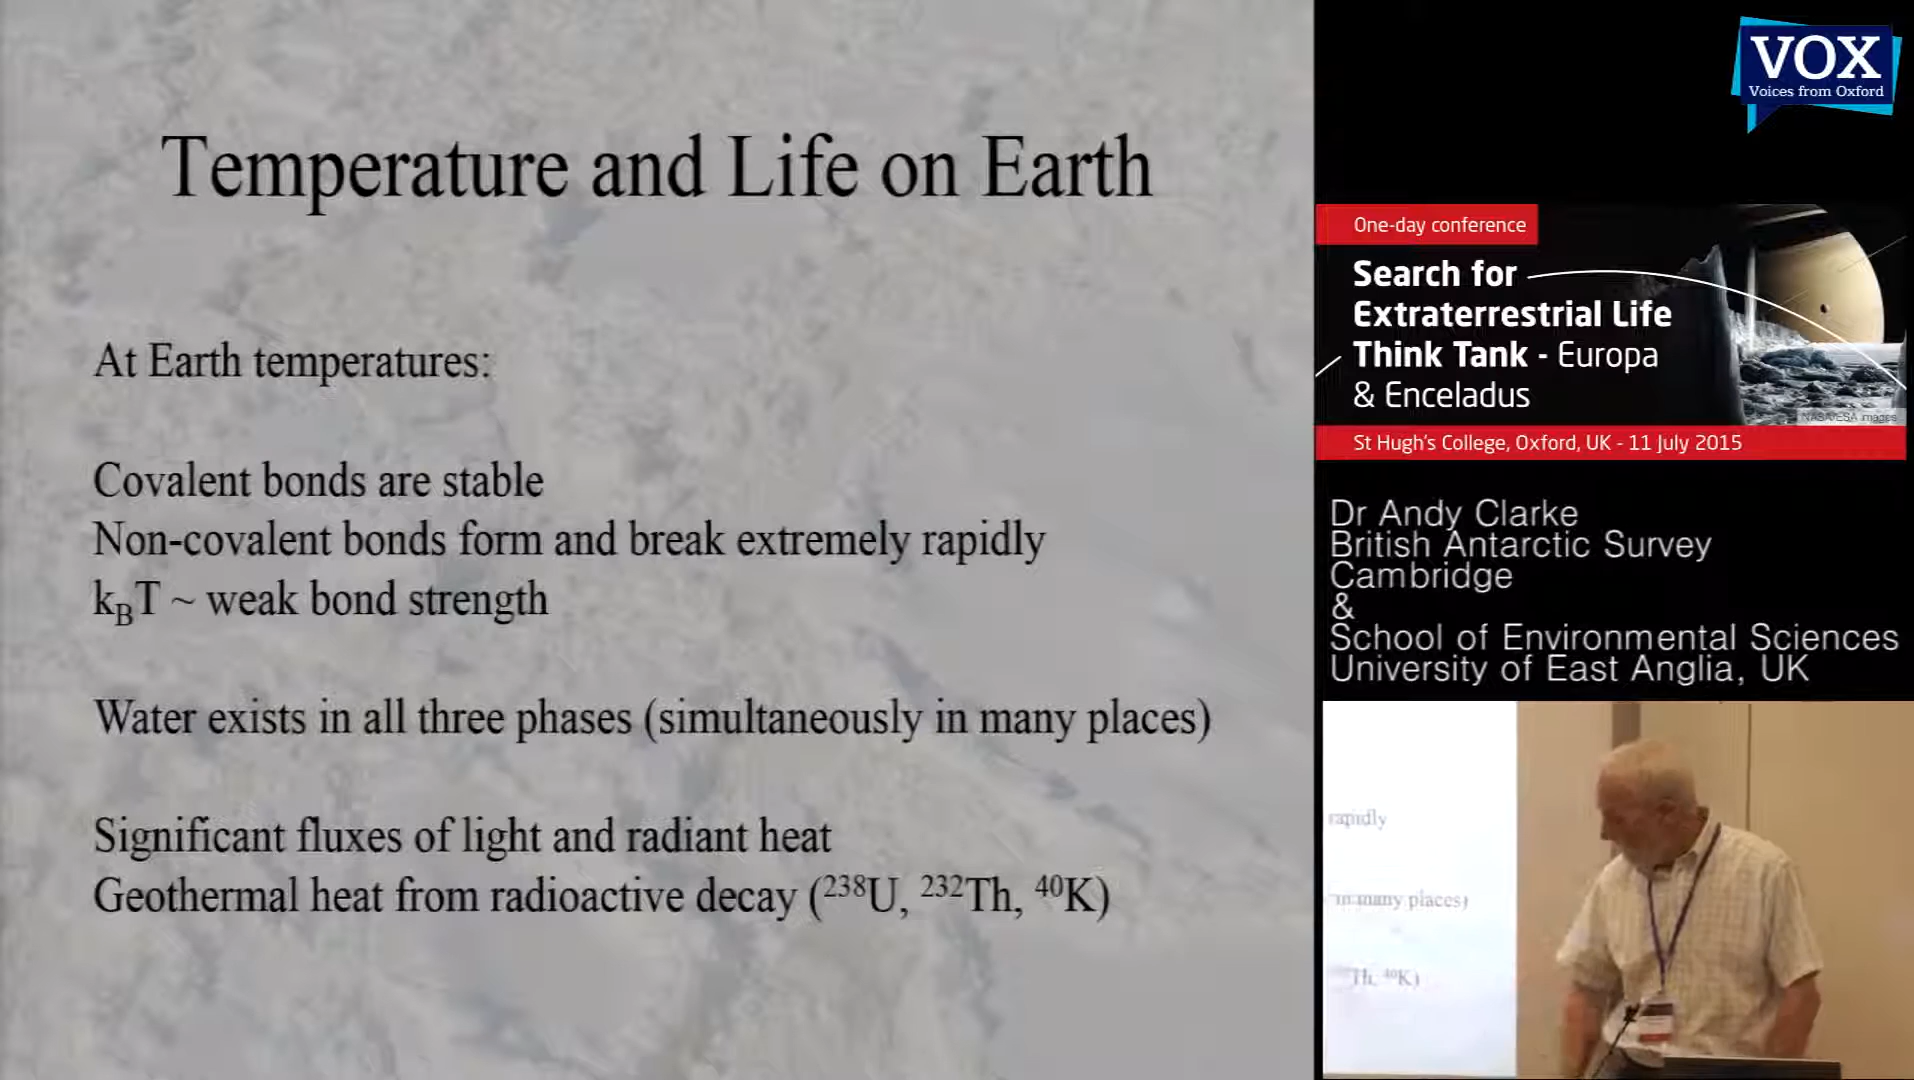 Temperature and Life on Earth
At Earth temperatures:
Covalent bonds are stable
Non-covalent bonds form and break extremely rapidly
k_BT ~ weak bond strength
Water exists in all three phases (simultaneously in many places)
Significant fluxes of light and radiant heat
Geothermal heat from radioactive decay (²³⁸U, ²³²Th, ⁴⁰K)
VOX
Voices from Oxford
One-day conference
Search for
Extraterrestrial Life
Think Tank - Europa
& Enceladus
NASA/ESA images
St Hugh's College, Oxford, UK - 11 July 2015
Dr Andy Clarke
British Antarctic Survey
Cambridge
&
School of Environmental Sciences
University of East Anglia, UK
rapidly
in many places)
Th, ⁴⁰K)